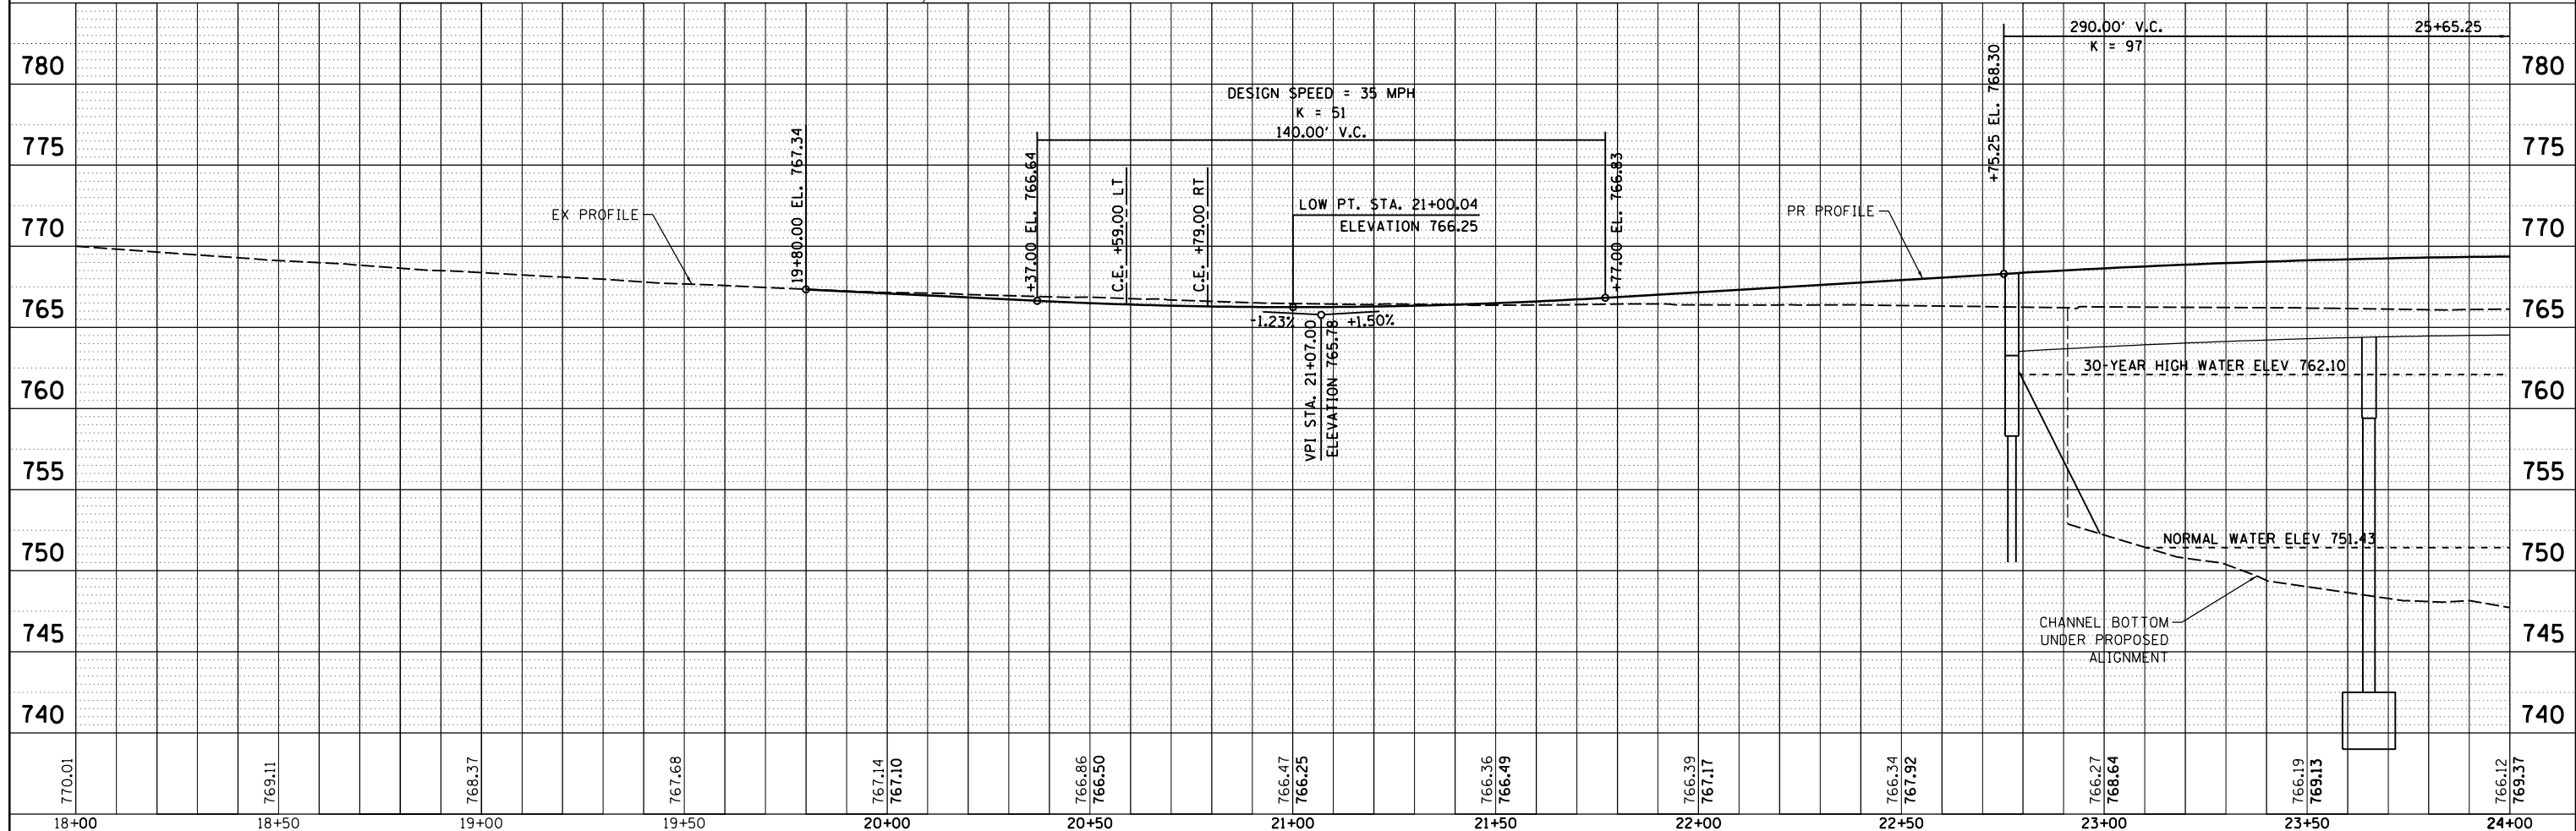 290.00' V.C.
25+65.25
K = 97
780
780
+75.25 EL. 768.30
DESIGN SPEED = 35 MPH
K = 51
140.00' V.C.
775
775
19+80.00 EL. 767.34
+37.00 EL. 766.64
C.E. +59.00 LT
C.E. +79.00 RT
+77.00 EL. 766.83
LOW PT. STA. 21+00.04
ELEVATION 766.25
EX PROFILE
PR PROFILE
770
770
765
765
-1.23%
+1.50%
VPI STA. 21+07.00
ELEVATION 765.78
30-YEAR HIGH WATER ELEV 762.10
760
760
755
755
NORMAL WATER ELEV 751.43
750
750
CHANNEL BOTTOM
UNDER PROPOSED
ALIGNMENT
745
745
740
740
770.01
769.11
768.37
767.68
767.14
767.10
766.86
766.50
766.47
766.25
766.36
766.49
766.39
767.17
766.34
767.92
766.27
768.64
766.19
769.13
766.12
769.37
18+00
18+50
19+00
19+50
20+00
20+50
21+00
21+50
22+00
22+50
23+00
23+50
24+00